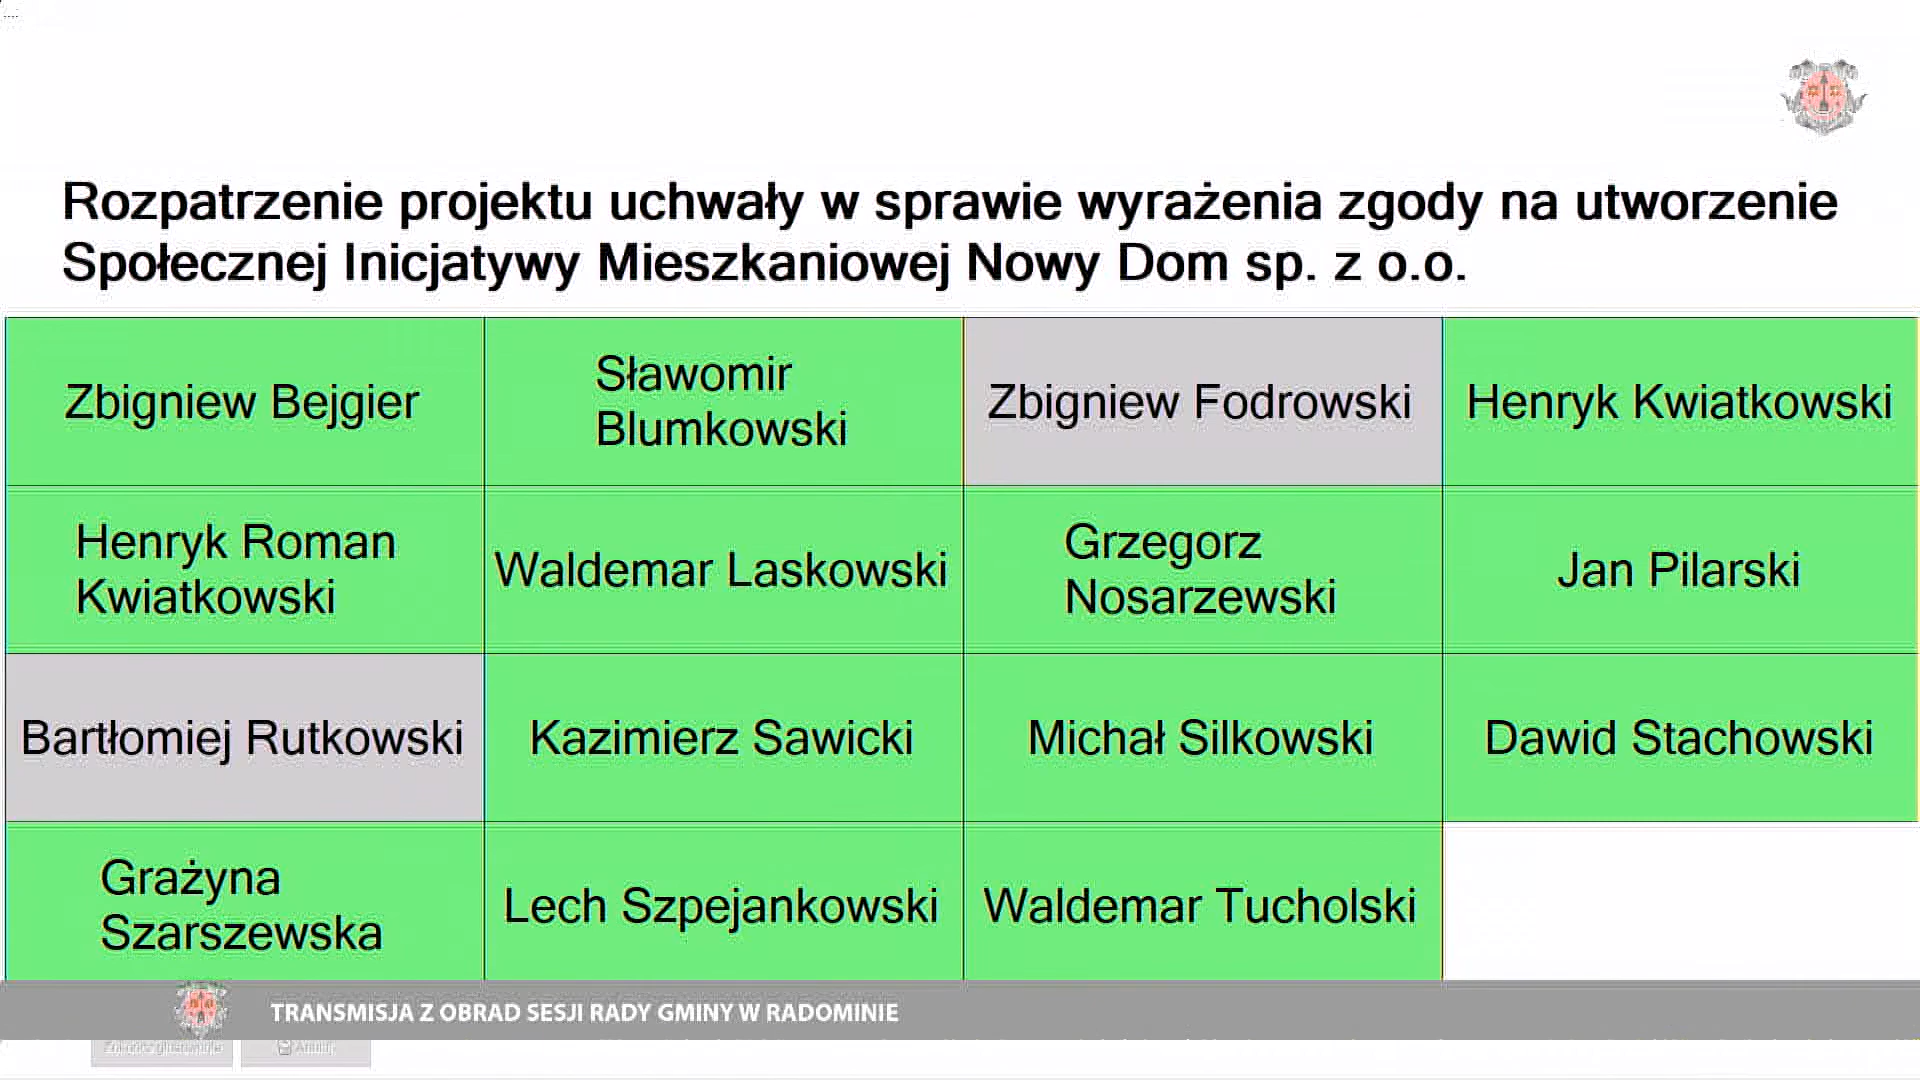 Rozpatrzenie projektu uchwały w sprawie wyrażenia zgody na utworzenie
Społecznej Inicjatywy Mieszkaniowej Nowy Dom sp. z o.o.
Zbigniew Bejgier
Sławomir
Blumkowski
Zbigniew Fodrowski
Henryk Kwiatkowski
Henryk Roman
Kwiatkowski
Waldemar Laskowski
Grzegorz
Nosarzewski
Jan Pilarski
Bartłomiej Rutkowski
Kazimierz Sawicki
Michał Silkowski
Dawid Stachowski
Grażyna
Szarszewska
Lech Szpejankowski
Waldemar Tucholski
TRANSMISJA Z OBRAD SESJI RADY GMINY W RADOMINIE